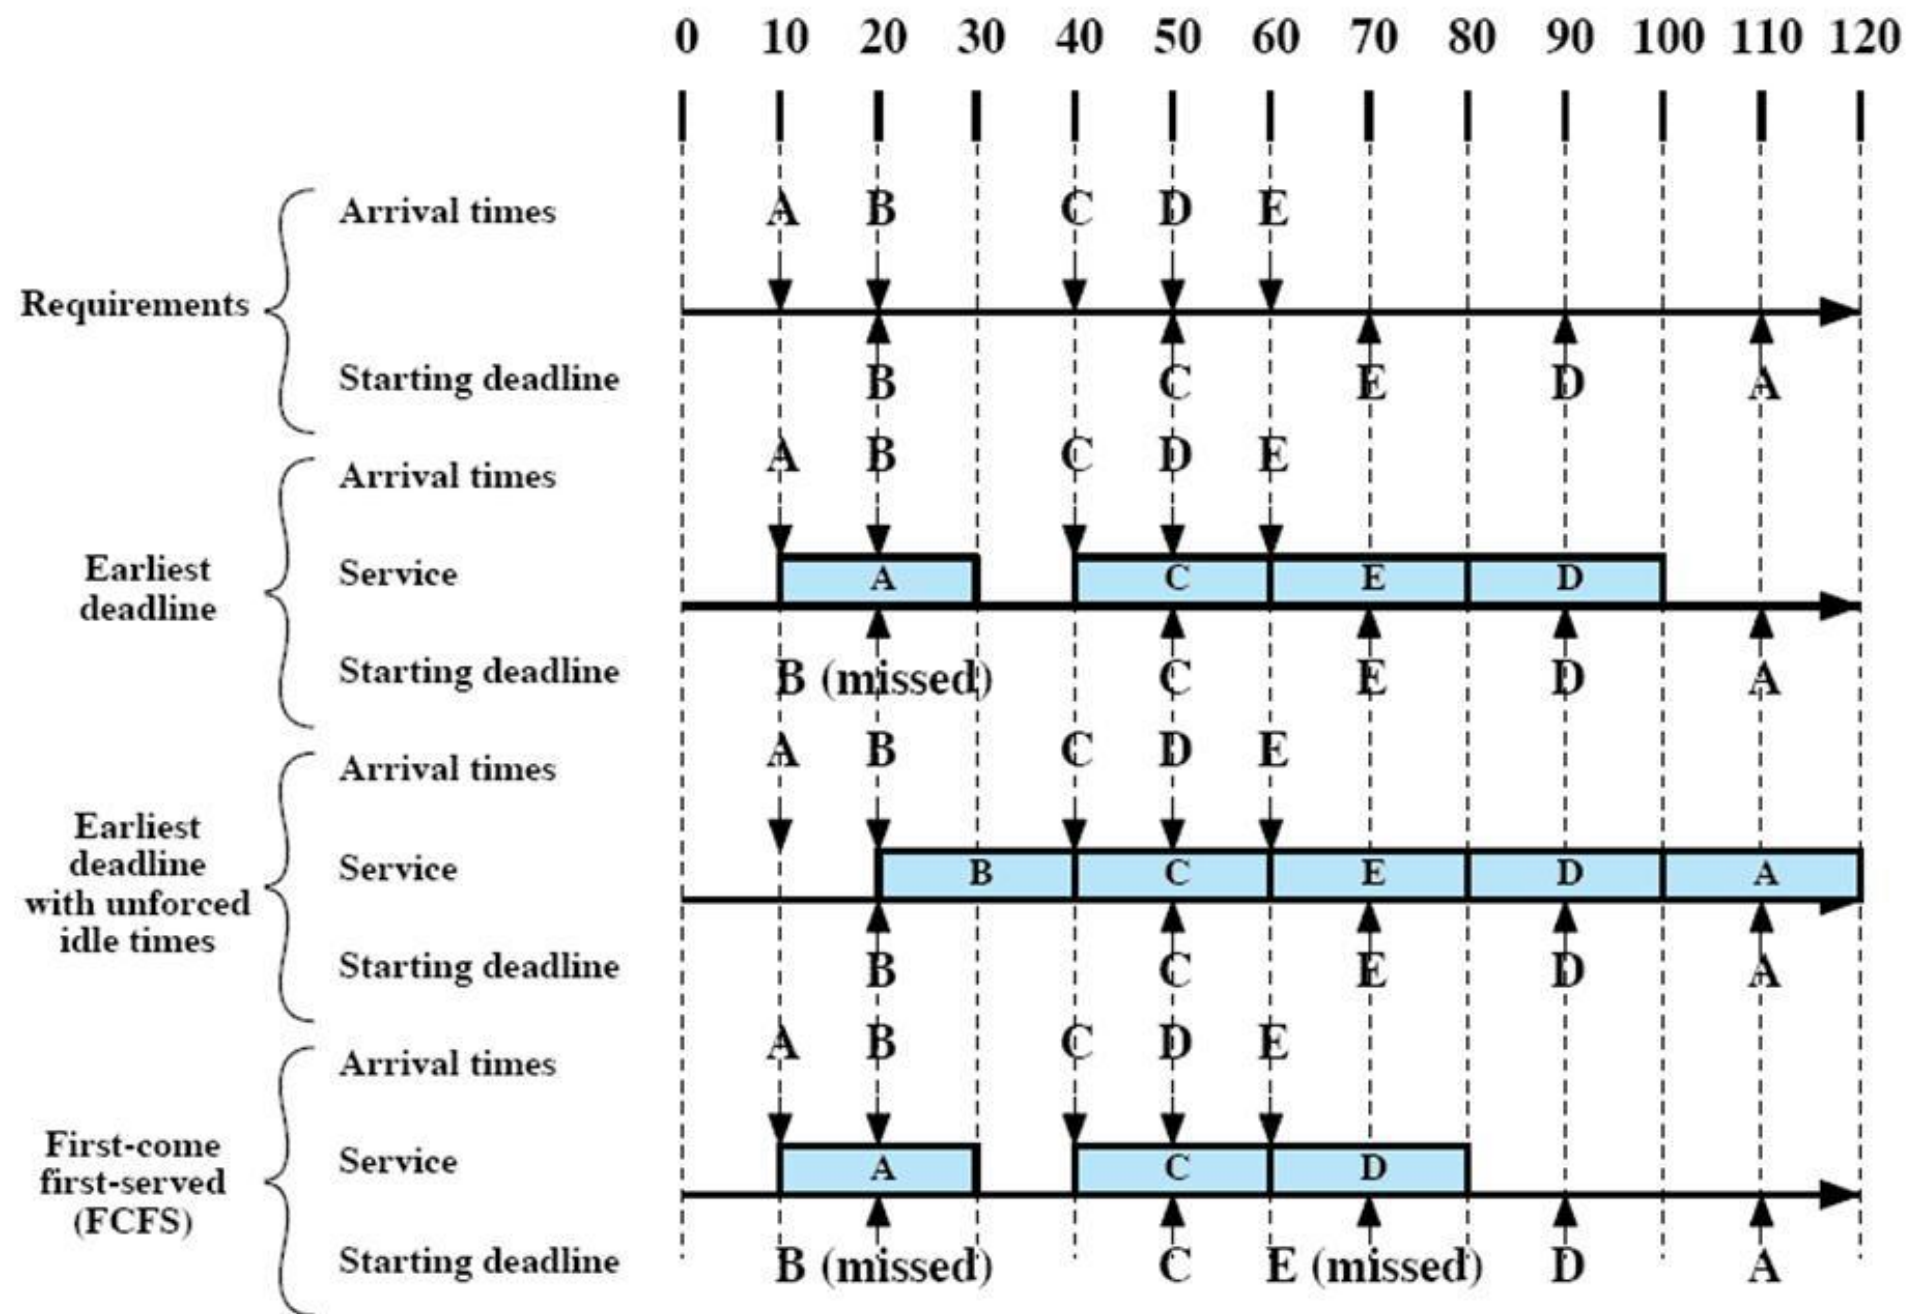 0 10 20 30 40 50 60 70 80 90 100 110 120
Arrival times A B C D E
Requirements
Starting deadline B C E D A
Arrival times A B C D E
Earliest
deadline
Service A C E D
Starting deadline B (missed) C E D A
Arrival times A B C D E
Earliest
deadline
with unforced
idle times
Service B C E D A
Starting deadline B C E D A
Arrival times A B C D E
First-come
first-served
(FCFS)
Service A C D
Starting deadline B (missed) C E (missed) D A